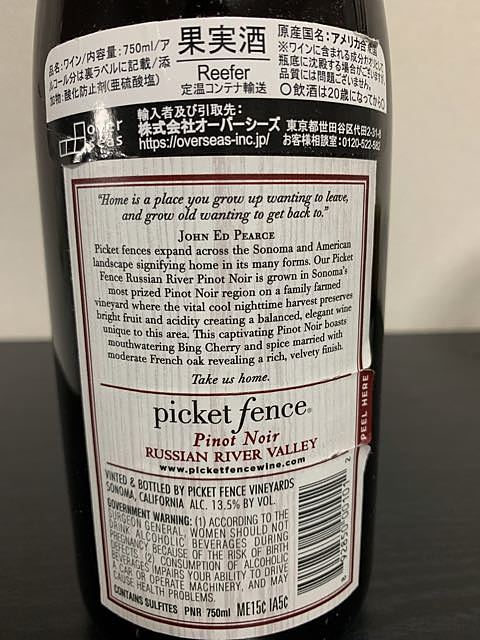 品名:ワイン/内容量:750ml/ア
ルコール分は裏ラベルに記載/添
加物:酸化防止剤(亜硫酸塩)
果実酒
Reefer
定温コンテナ輸送
原産国名:アメリカ合
※ワインに含まれる成分が
瓶底に沈殿する場合がございます
品質には問題ございません。
〇飲酒は20歳になってから
over
seas
輸入者及び引取先:
株式会社オーバーシーズ 東京都世田谷区代田2-31-8
https://overseas-inc.jp/ お客様相談室:0120-522-582
"Home is a place you grow up wanting to leave,
and grow old wanting to get back to."
John Ed Pearce
Picket fences expand across the Sonoma and American
landscape signifying home in its many forms. Our Picket
Fence Russian River Pinot Noir is grown in Sonoma's
most prized Pinot Noir region on a family farmed
vineyard where the vital cool nighttime harvest preserves
bright fruit and acidity creating a balanced, elegant wine
unique to this area. This captivating Pinot Noir boasts
mouthwatering Bing Cherry and spice married with
moderate French oak revealing a rich, velvety finish.
Take us home.
PEEL HERE
picket fence®
Pinot Noir
RUSSIAN RIVER VALLEY
www.picketfencewine.com
VINTED & BOTTLED BY PICKET FENCE VINEYARDS
SONOMA, CALIFORNIA ALC. 13.5% BY VOL.
GOVERNMENT WARNING: (1) ACCORDING TO THE
SURGEON GENERAL, WOMEN SHOULD NOT
DRINK ALCOHOLIC BEVERAGES DURING
PREGNANCY BECAUSE OF THE RISK OF BIRTH
DEFECTS. (2) CONSUMPTION OF ALCOHOLIC
BEVERAGES IMPAIRS YOUR ABILITY TO DRIVE
A CAR OR OPERATE MACHINERY, AND MAY
CAUSE HEALTH PROBLEMS.
CONTAINS SULFITES PNR 750ml ME15¢ IA5¢